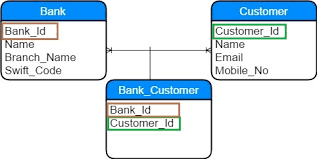 Bank
Bank_Id
Name
Branch_Name
Swift_Code
Customer
Customer_Id
Name
Email
Mobile_No
Bank_Customer
Bank_Id
Customer_Id